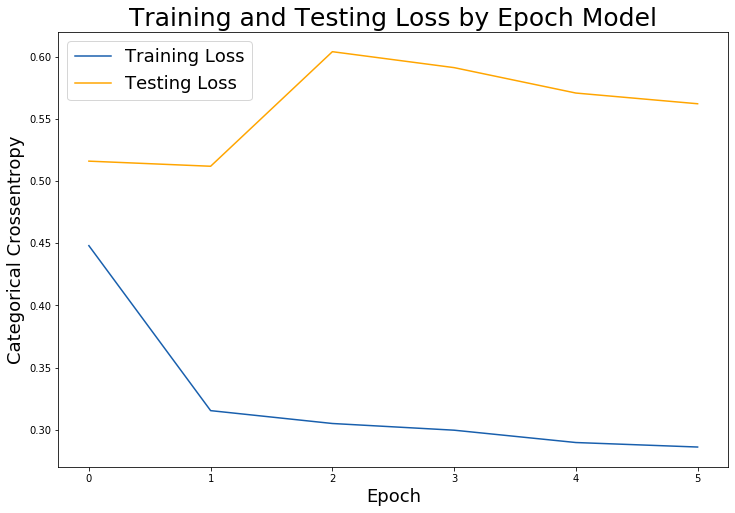 Training and Testing Loss by Epoch Model
Training Loss
Testing Loss
Categorical Crossentropy
0.60
0.55
0.50
0.45
0.40
0.35
0.30
0 1 2 3 4 5
Epoch